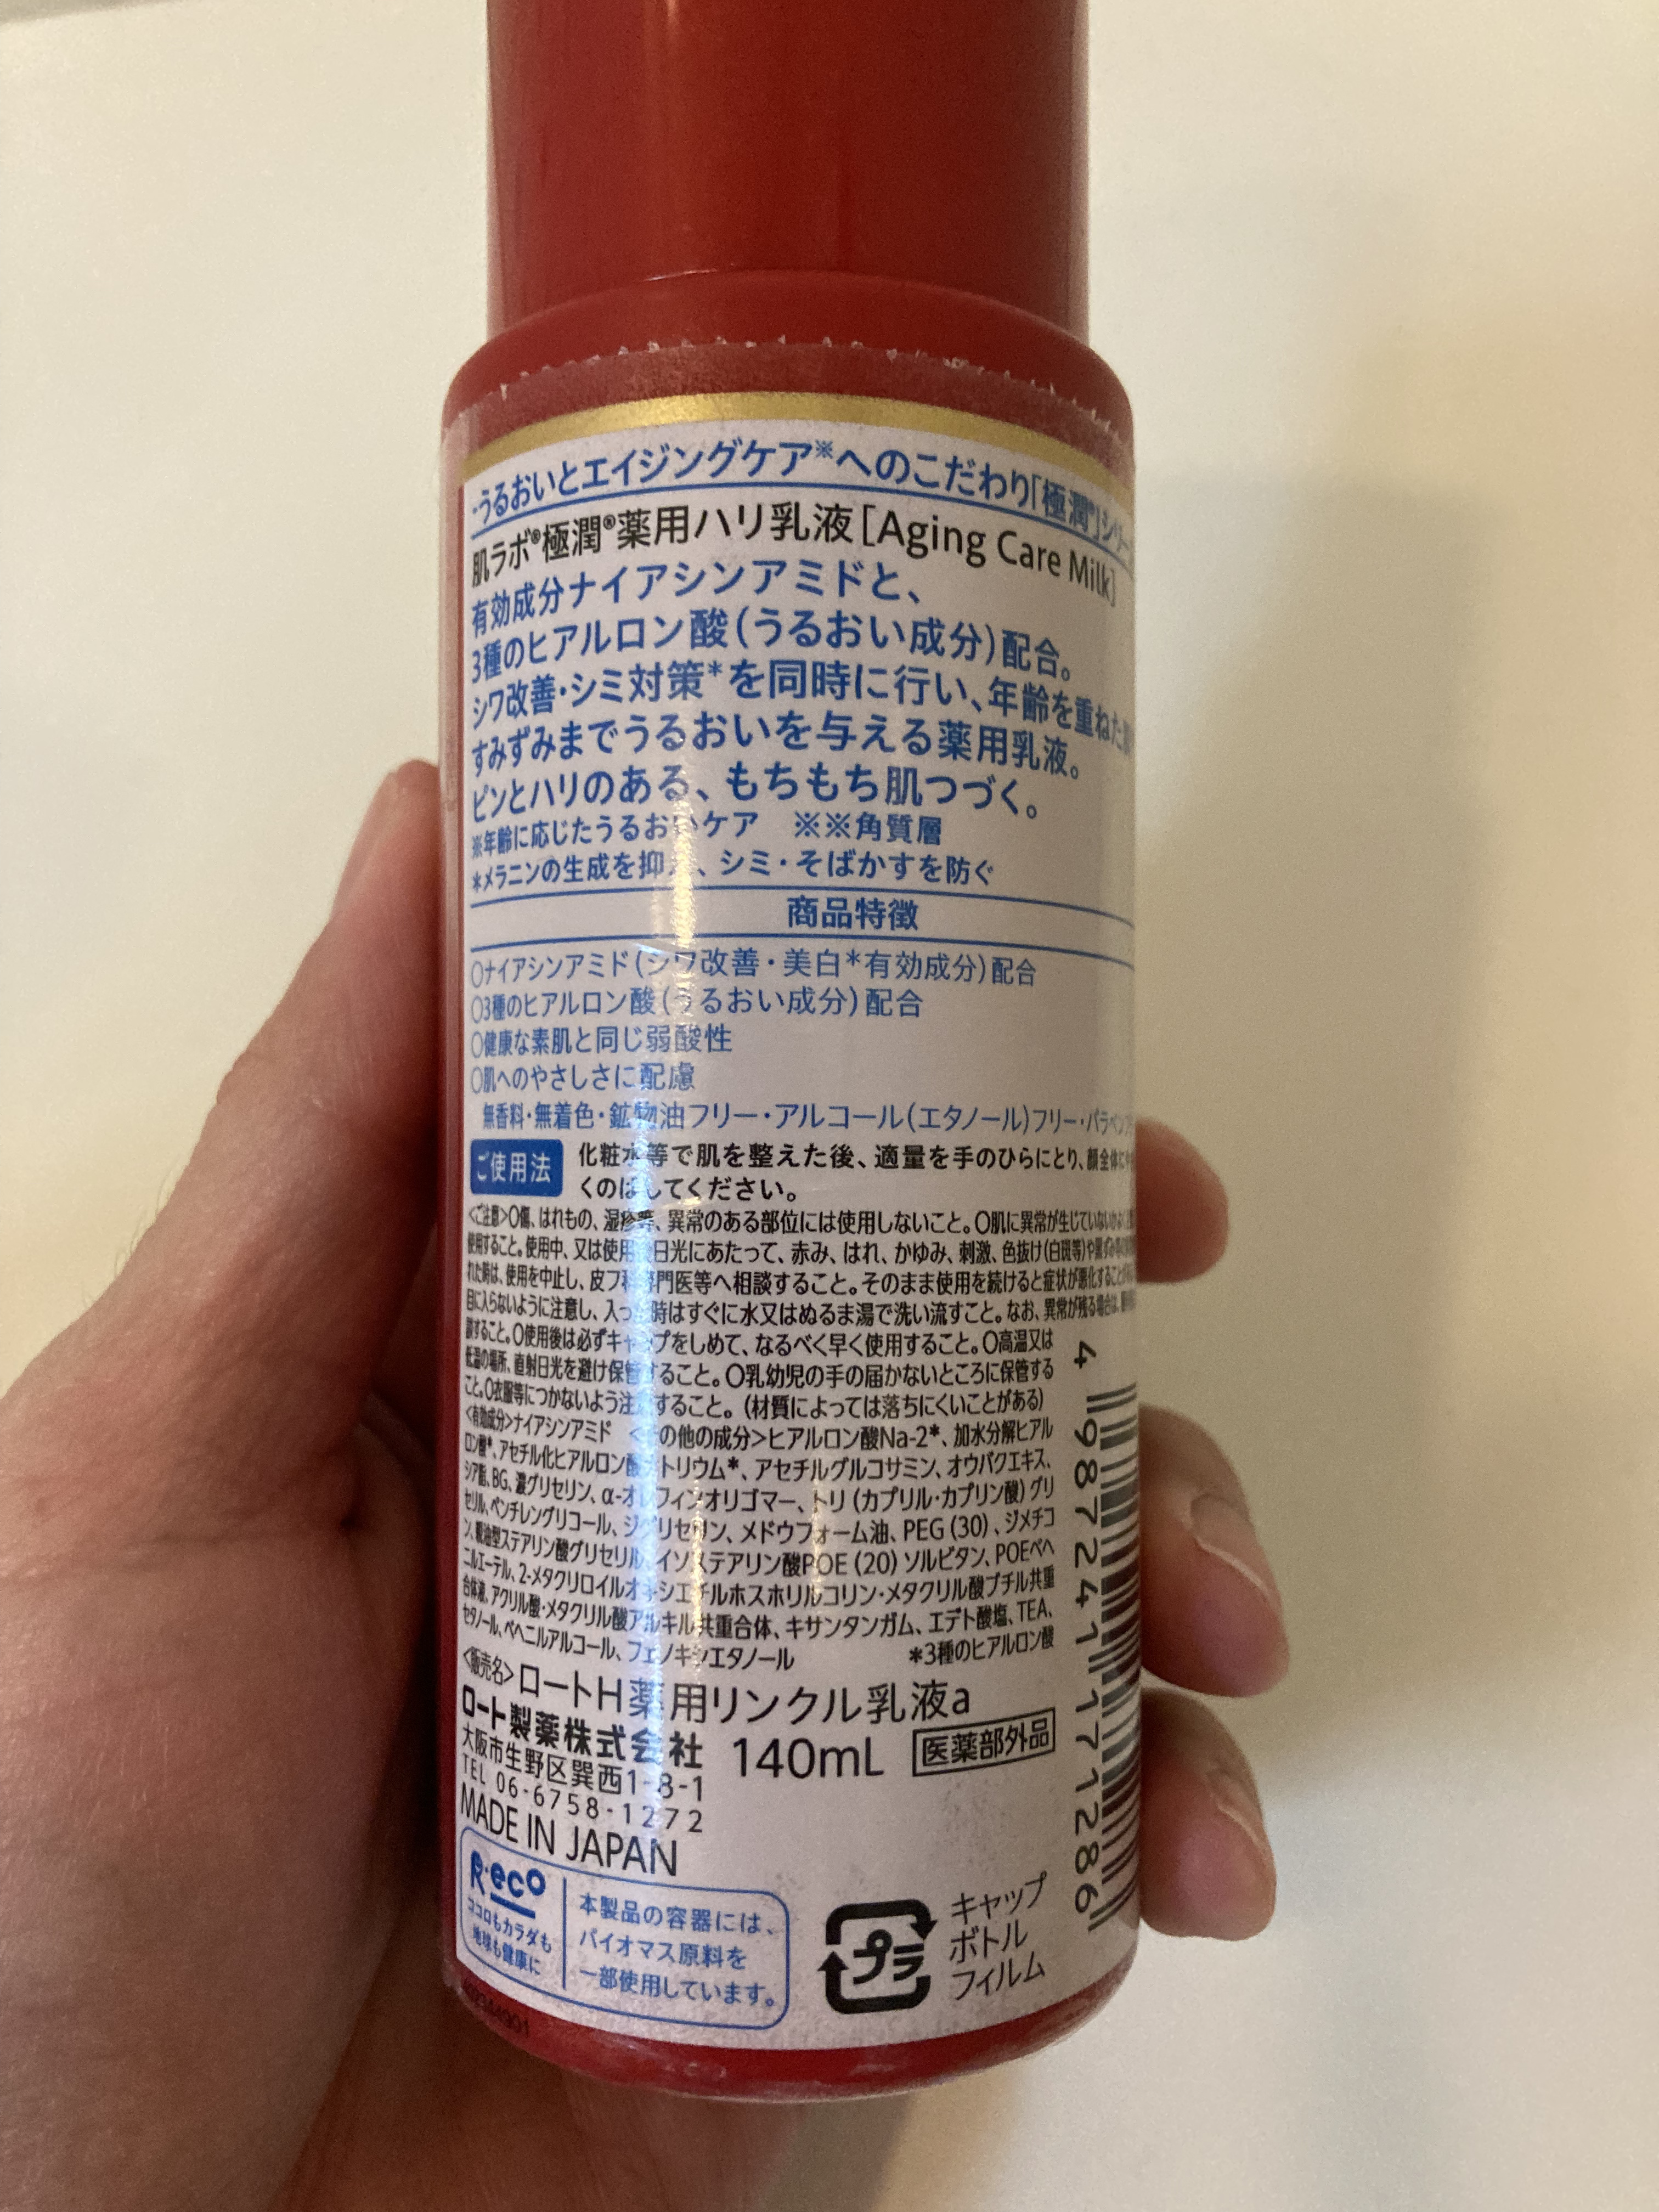 うるおいとエイジングケア※へのこだわり「極潤®」シリー
肌ラボ®極潤®薬用ハリ乳液[Aging Care Milk]
有効成分ナイアシンアミドと、
3種のヒアルロン酸(うるおい成分)配合。
シワ改善・シミ対策*を同時に行い、年齢を重ねた
すみずみまでうるおいを与える薬用乳液。
ピンとハリのある、もちもち肌つづく。
※年齢に応じたうるおいケア ※※角質層
*メラニンの生成を抑え、シミ・そばかすを防ぐ
商品特徴
○ナイアシンアミド(シワ改善・美白*有効成分)配合
○3種のヒアルロン酸(うるおい成分)配合
○健康な素肌と同じ弱酸性
○肌へのやさしさに配慮
無香料・無着色・鉱物油フリー・アルコール(エタノール)フリー・パラベン
ご使用法 化粧水等で肌を整えた後、適量を手のひらにとり、顔全体に
くのばしてください。
<ご注意>○傷、はれもの、湿疹等、異常のある部位には使用しないこと。○肌に異常が生じていないか
使用すること。使用中、又は使用後日光にあたって、赤み、はれ、かゆみ、刺激、色抜け(白斑等)や黒ずみ
れた時は、使用を中止し、皮フ科専門医等へ相談すること。そのまま使用を続けると症状が悪化すること
目に入らないように注意し、入った時はすぐに水又はぬるま湯で洗い流すこと。なお、異常が残る場合は、
談すること。○使用後は必ずキャップをしめて、なるべく早く使用すること。○高温又は
低温の場所、直射日光を避け保管すること。○乳幼児の手の届かないところに保管する
こと。○衣服等につかないよう注意すること。(材質によっては落ちにくいことがある)
<有効成分>ナイアシンアミド <その他の成分>ヒアルロン酸Na-2*、加水分解ヒアル
ロン酸*、アセチル化ヒアルロン酸ナトリウム*、アセチルグルコサミン、オウバクエキス、
シア脂、BG、濃グリセリン、α-オレフィンオリゴマー、トリ(カプリル・カプリン酸)グリ
セリル、ペンチレングリコール、ジグリセリン、メドウフォーム油、PEG(30)、ジメチコ
ン、親油型ステアリン酸グリセリル、イソステアリン酸POE(20)ソルビタン、POEベヘ
ニルエーテル、2-メタクリロイルオキシエチルホスホリルコリン・メタクリル酸ブチル共重
合体液、アクリル酸・メタクリル酸アルキル共重合体、キサンタンガム、エデト酸塩、TEA、
セタノール、ベヘニルアルコール、フェノキシエタノール *3種のヒアルロン酸
<販売名>ロートH薬用リンクル乳液a
ロート製薬株式会社 140mL 医薬部外品
大阪市生野区巽西1-8-1
TEL 06-6758-1272
MADE IN JAPAN
R・eco
ココロもカラダも
地球も健康に
本製品の容器には、
バイオマス原料を
一部使用しています。
プラ
キャップ
ボトル
フィルム
4 987241 171286